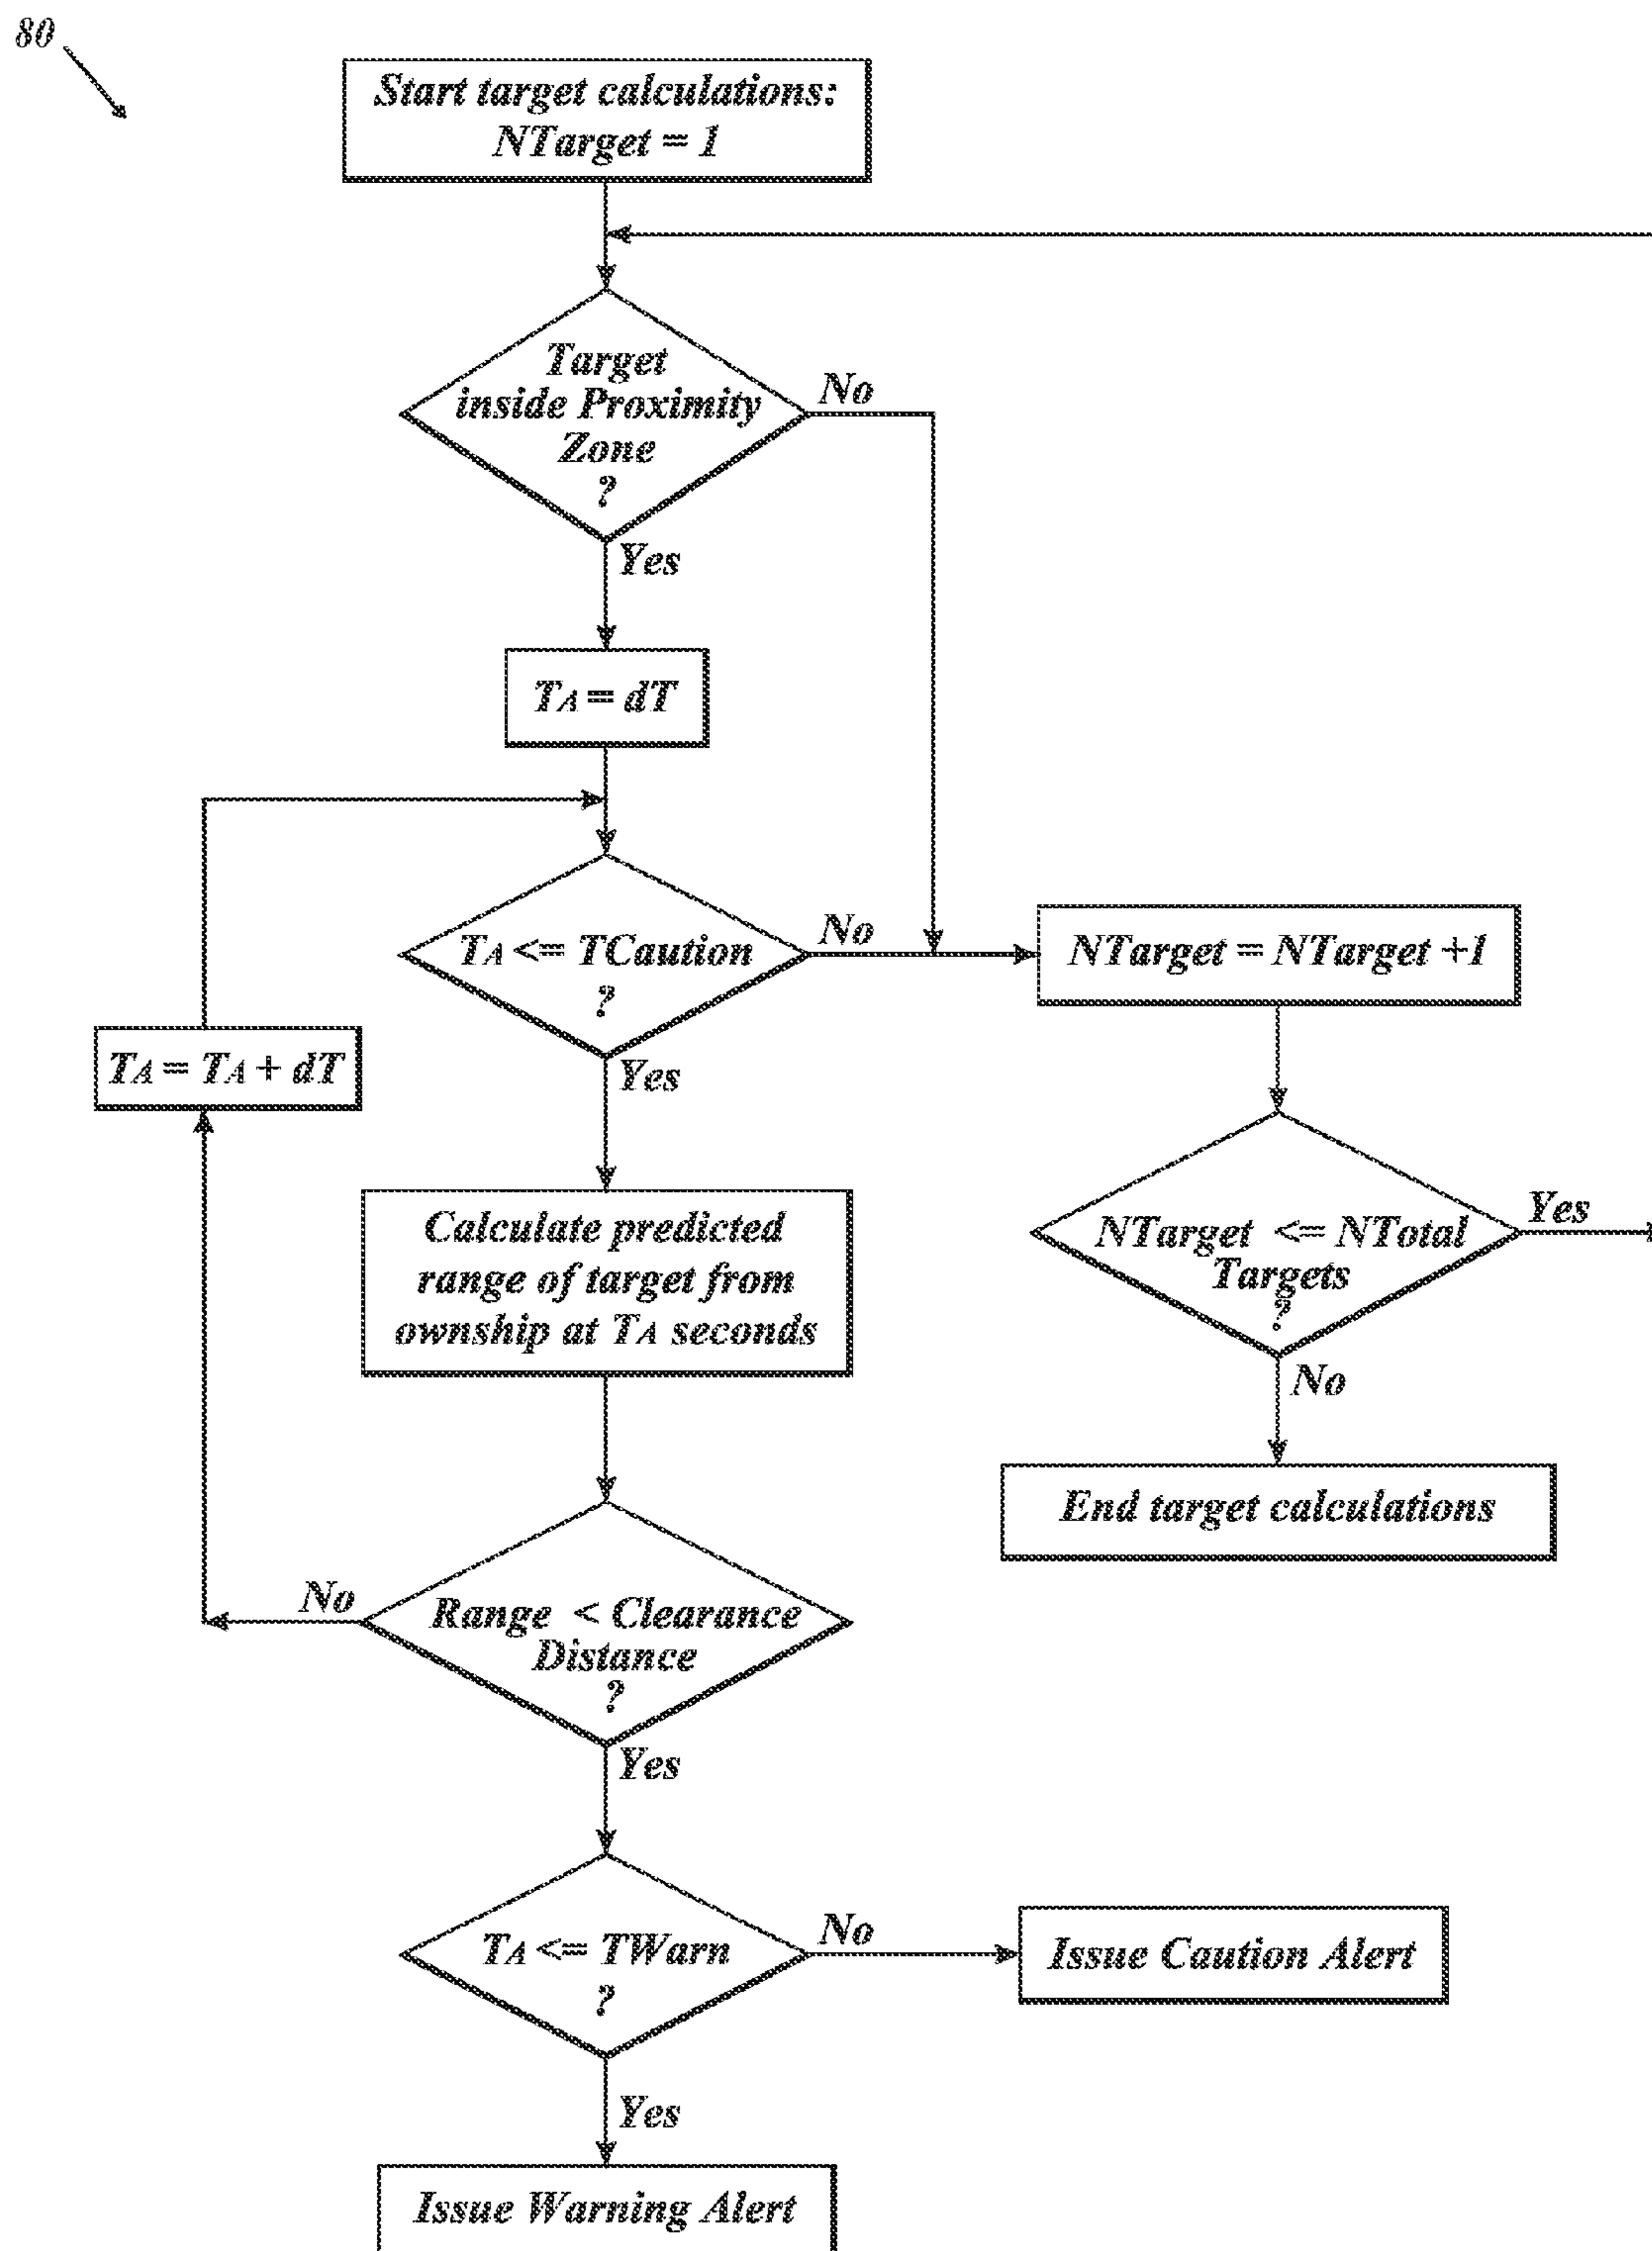 80
Start target calculations:
NTarget = 1
Target
inside Proximity
Zone
?
No
Yes
TA = dT
TA <= TCaution
?
No
Yes
NTarget = NTarget +1
TA = TA + dT
Calculate predicted
range of target from
ownship at TA seconds
NTarget <= NTotal
Targets
?
Yes
No
End target calculations
Range < Clearance
Distance
?
No
Yes
TA <= TWarn
?
No
Yes
Issue Caution Alert
Issue Warning Alert